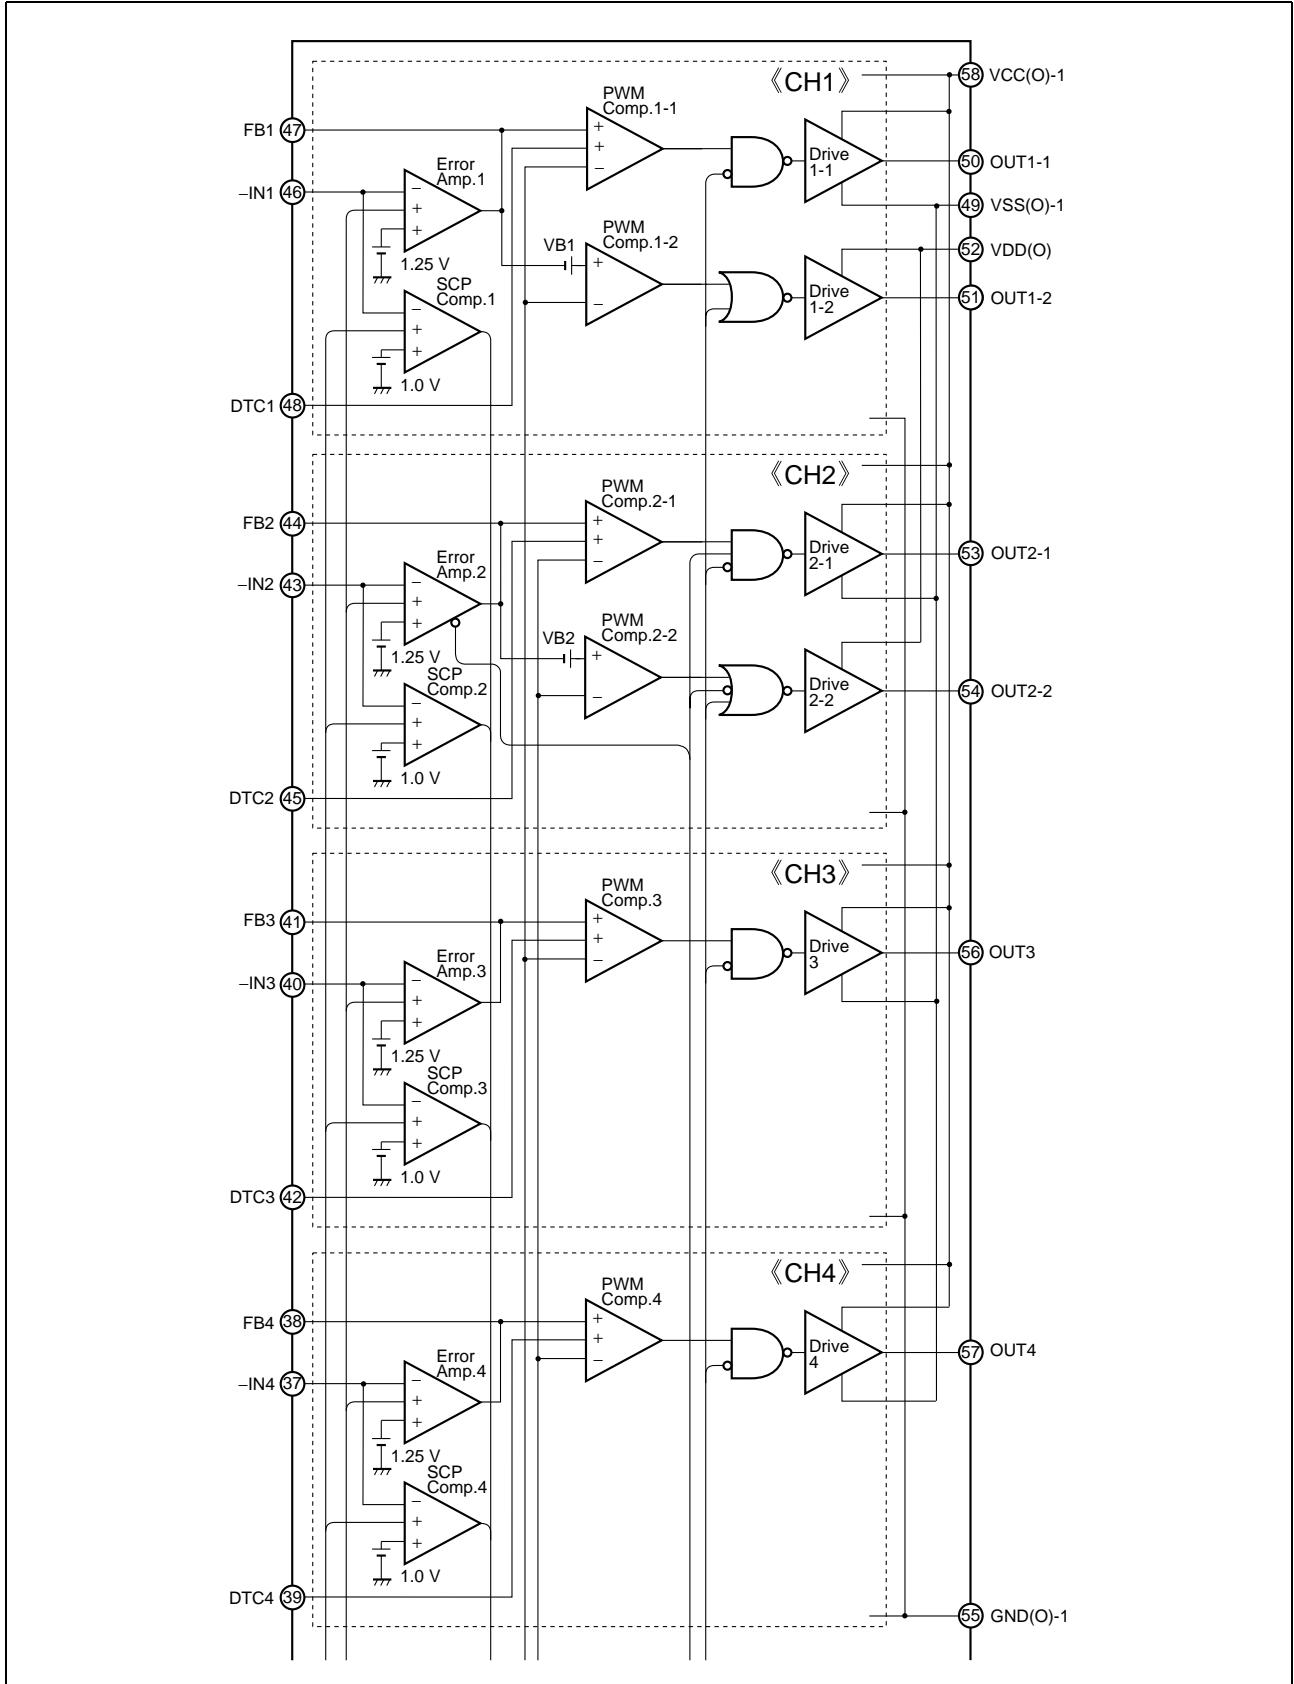 《CH1》
58 VCC(O)-1
PWM
Comp.1-1
FB1 47
Error
Amp.1
Drive
1-1
50 OUT1-1
−IN1 46
49 VSS(O)-1
PWM
Comp.1-2
VB1
52 VDD(O)
1.25 V
SCP
Comp.1
Drive
1-2
51 OUT1-2
1.0 V
DTC1 48
《CH2》
PWM
Comp.2-1
FB2 44
Error
Amp.2
Drive
2-1
53 OUT2-1
−IN2 43
PWM
Comp.2-2
VB2
1.25 V
SCP
Comp.2
Drive
2-2
54 OUT2-2
1.0 V
DTC2 45
《CH3》
PWM
Comp.3
FB3 41
Error
Amp.3
Drive
3
56 OUT3
−IN3 40
1.25 V
SCP
Comp.3
1.0 V
DTC3 42
《CH4》
PWM
Comp.4
FB4 38
Error
Amp.4
Drive
4
57 OUT4
−IN4 37
1.25 V
SCP
Comp.4
1.0 V
DTC4 39
55 GND(O)-1